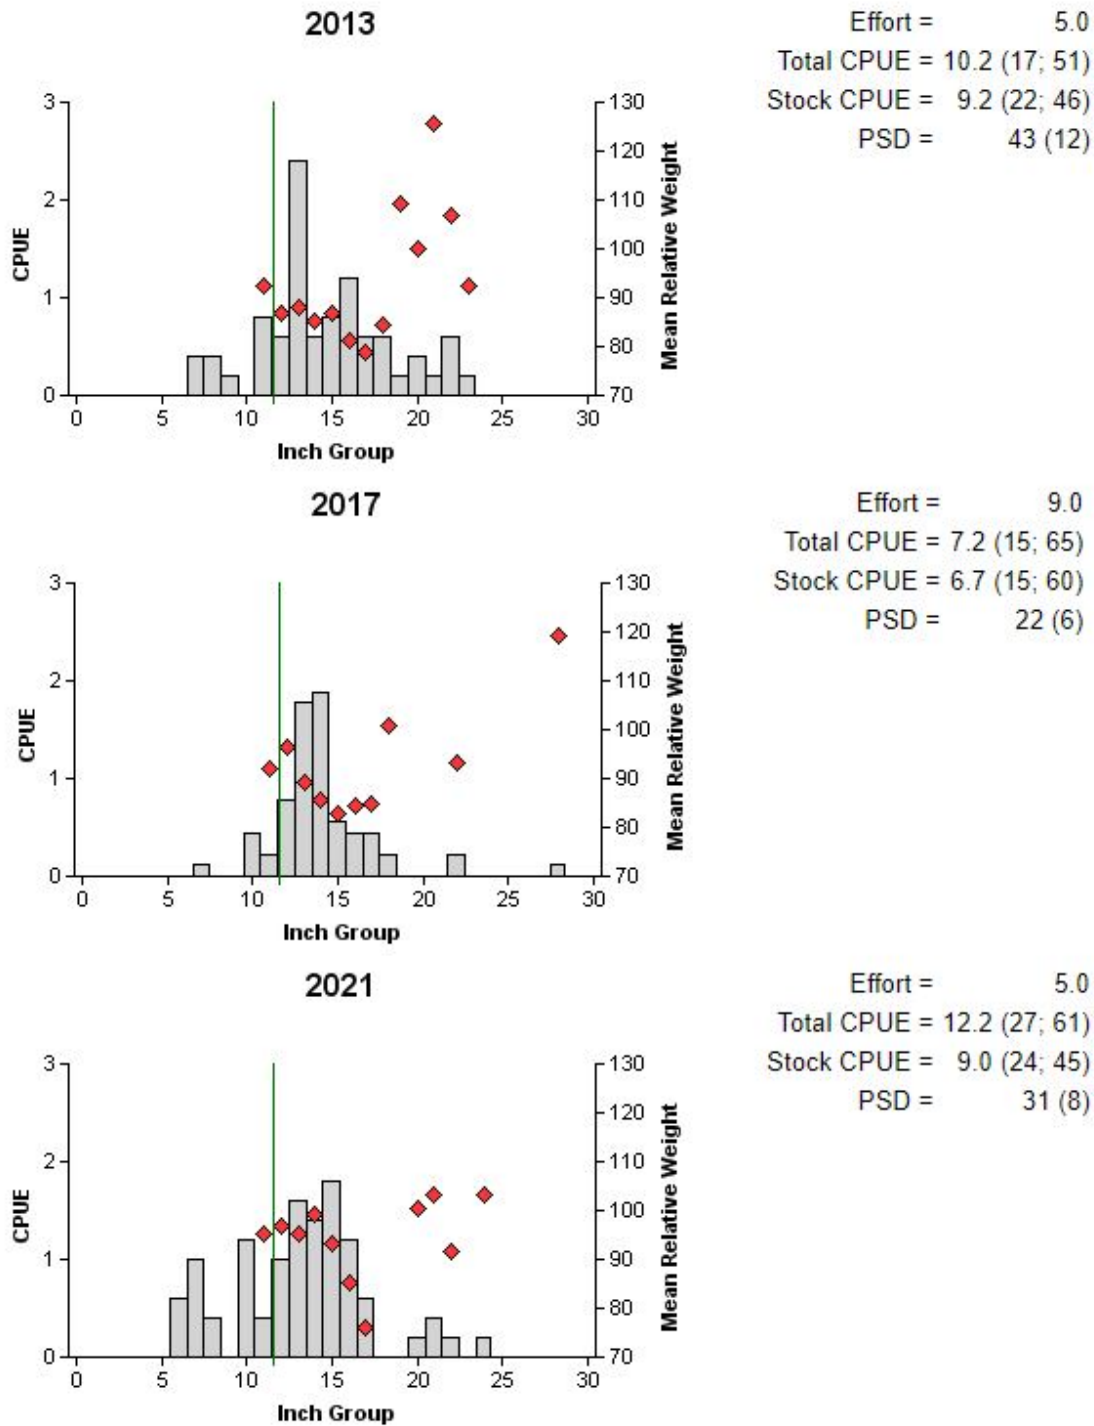 2013
Effort = 5.0
Total CPUE = 10.2 (17; 51)
Stock CPUE = 9.2 (22; 46)
PSD = 43 (12)
3 130
120
2 110
100
1 90
80
0 70
CPUE
Mean Relative Weight
0 5 10 15 20 25 30
Inch Group
2017
Effort = 9.0
Total CPUE = 7.2 (15; 65)
Stock CPUE = 6.7 (15; 60)
PSD = 22 (6)
3 130
120
2 110
100
1 90
80
0 70
CPUE
Mean Relative Weight
0 5 10 15 20 25 30
Inch Group
2021
Effort = 5.0
Total CPUE = 12.2 (27; 61)
Stock CPUE = 9.0 (24; 45)
PSD = 31 (8)
3 130
120
2 110
100
1 90
80
0 70
CPUE
Mean Relative Weight
0 5 10 15 20 25 30
Inch Group